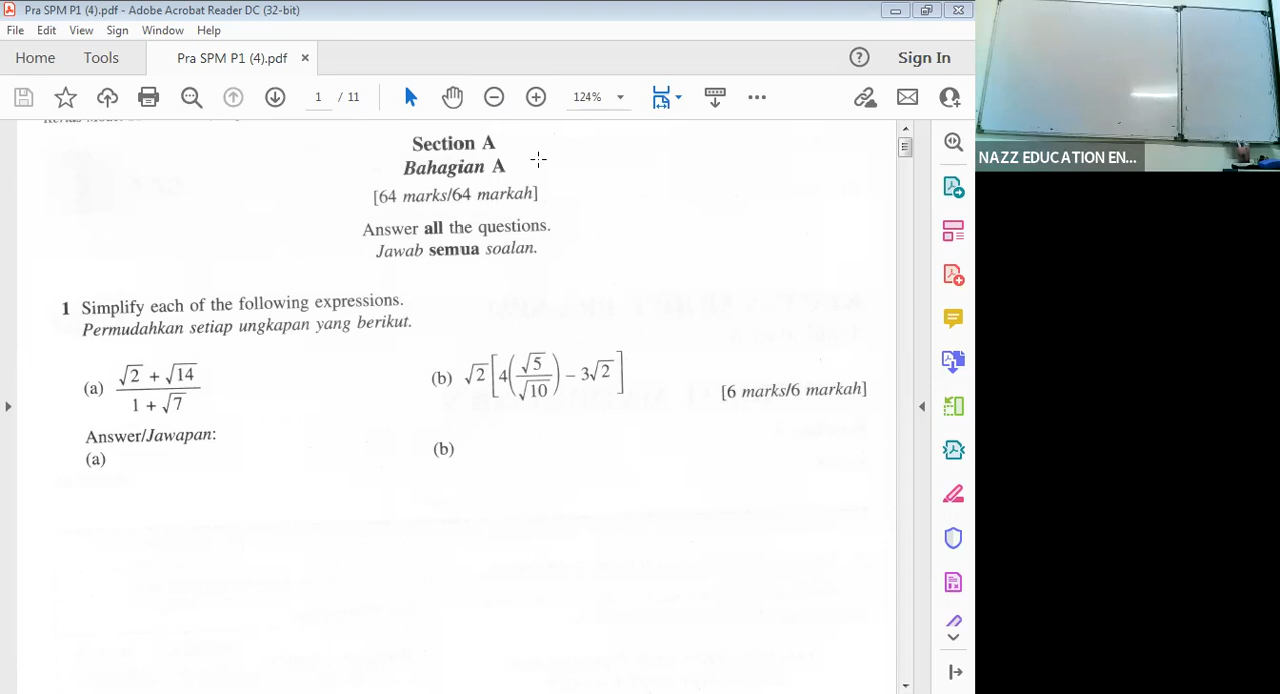 Pra SPM P1 (4).pdf - Adobe Acrobat Reader DC (32-bit)
File Edit View Sign Window Help
Home Tools Pra SPM P1 (4).pdf × Sign In
1 / 11 124%
Section A
Bahagian A
[64 marks/64 markah]
Answer all the questions.
Jawab semua soalan.
1 Simplify each of the following expressions.
Permudahkan setiap ungkapan yang berikut.
(a) (√2 + √14)/(1 + √7) (b) √2[4(√5/√10) – 3√2] [6 marks/6 markah]
Answer/Jawapan:
(a) (b)
NAZZ EDUCATION EN...